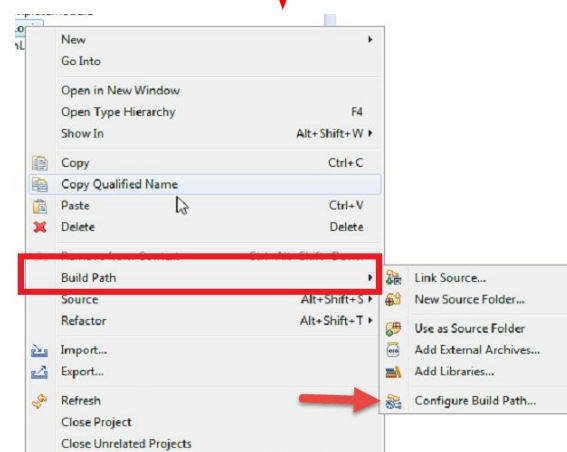 New
Go Into
Open in New Window
Open Type Hierarchy F4
Show In Alt+Shift+W
Copy Ctrl+C
Copy Qualified Name
Paste Ctrl+V
Delete Delete
Build Path
Source Alt+Shift+S
Refactor Alt+Shift+T
Import...
Export...
Refresh
Close Project
Close Unrelated Projects
Link Source...
New Source Folder...
Use as Source Folder
Add External Archives...
Add Libraries...
Configure Build Path...